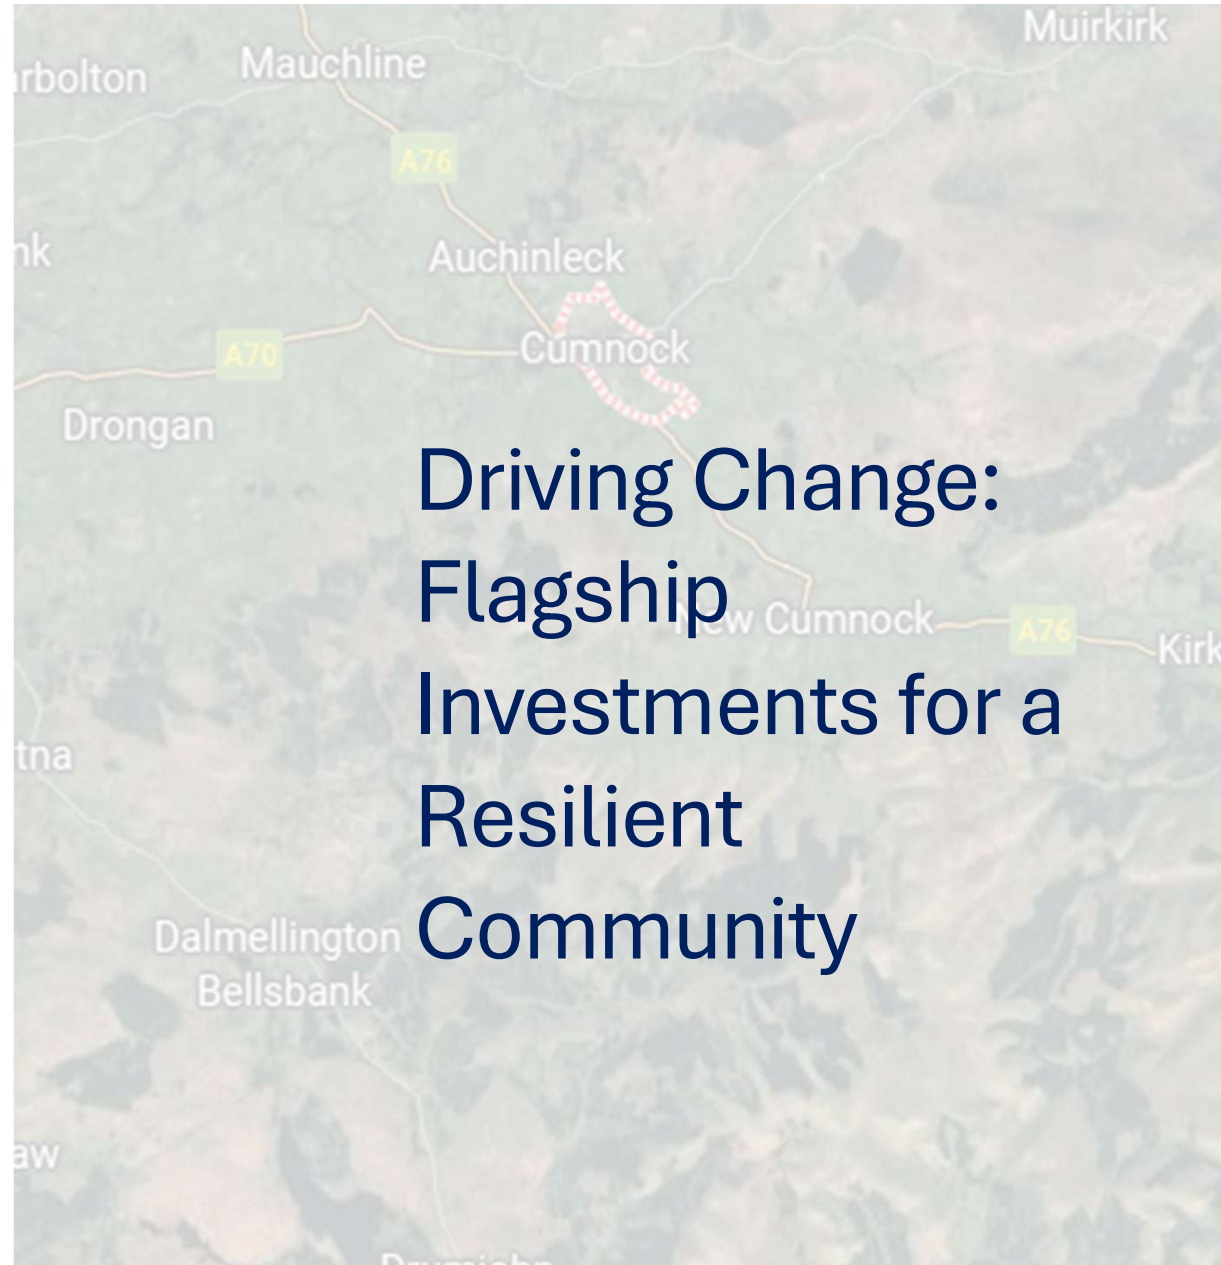 Muirkirk
Mauchline
rbolton
A76
nk
Auchinleck
Cumnock
A70
Drongan
Driving Change:
Flagship
New Cumnock
A76
Kirk
Investments for a
tna
Resilient
Community
Dalmellington
Bellsbank
aw